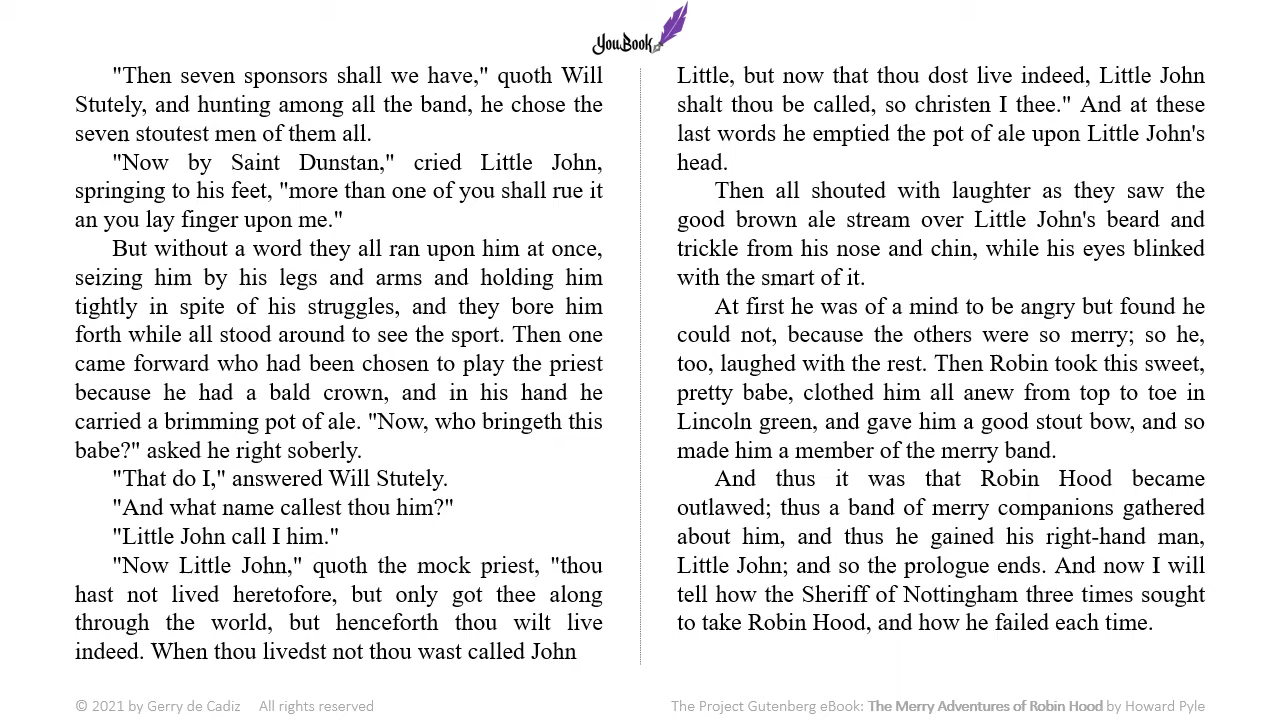 YouBook
"Then seven sponsors shall we have," quoth Will
Stutely, and hunting among all the band, he chose the
seven stoutest men of them all.
"Now by Saint Dunstan," cried Little John,
springing to his feet, "more than one of you shall rue it
an you lay finger upon me."
But without a word they all ran upon him at once,
seizing him by his legs and arms and holding him
tightly in spite of his struggles, and they bore him
forth while all stood around to see the sport. Then one
came forward who had been chosen to play the priest
because he had a bald crown, and in his hand he
carried a brimming pot of ale. "Now, who bringeth this
babe?" asked he right soberly.
"That do I," answered Will Stutely.
"And what name callest thou him?"
"Little John call I him."
"Now Little John," quoth the mock priest, "thou
hast not lived heretofore, but only got thee along
through the world, but henceforth thou wilt live
indeed. When thou livedst not thou wast called John
Little, but now that thou dost live indeed, Little John
shalt thou be called, so christen I thee." And at these
last words he emptied the pot of ale upon Little John's
head.
Then all shouted with laughter as they saw the
good brown ale stream over Little John's beard and
trickle from his nose and chin, while his eyes blinked
with the smart of it.
At first he was of a mind to be angry but found he
could not, because the others were so merry; so he,
too, laughed with the rest. Then Robin took this sweet,
pretty babe, clothed him all anew from top to toe in
Lincoln green, and gave him a good stout bow, and so
made him a member of the merry band.
And thus it was that Robin Hood became
outlawed; thus a band of merry companions gathered
about him, and thus he gained his right-hand man,
Little John; and so the prologue ends. And now I will
tell how the Sheriff of Nottingham three times sought
to take Robin Hood, and how he failed each time.
© 2021 by Gerry de Cadiz All rights reserved
The Project Gutenberg eBook: The Merry Adventures of Robin Hood by Howard Pyle